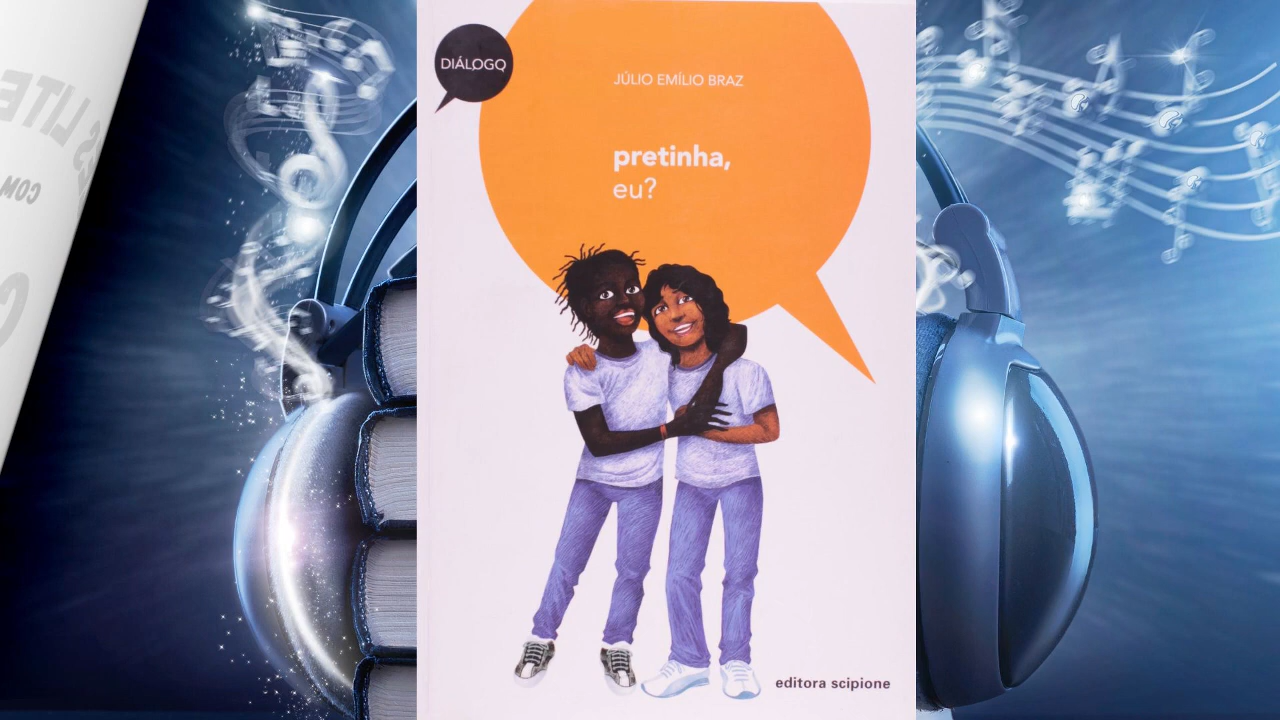 DIÁLOGO
JÚLIO EMÍLIO BRAZ
pretinha,
eu?
editora scipione